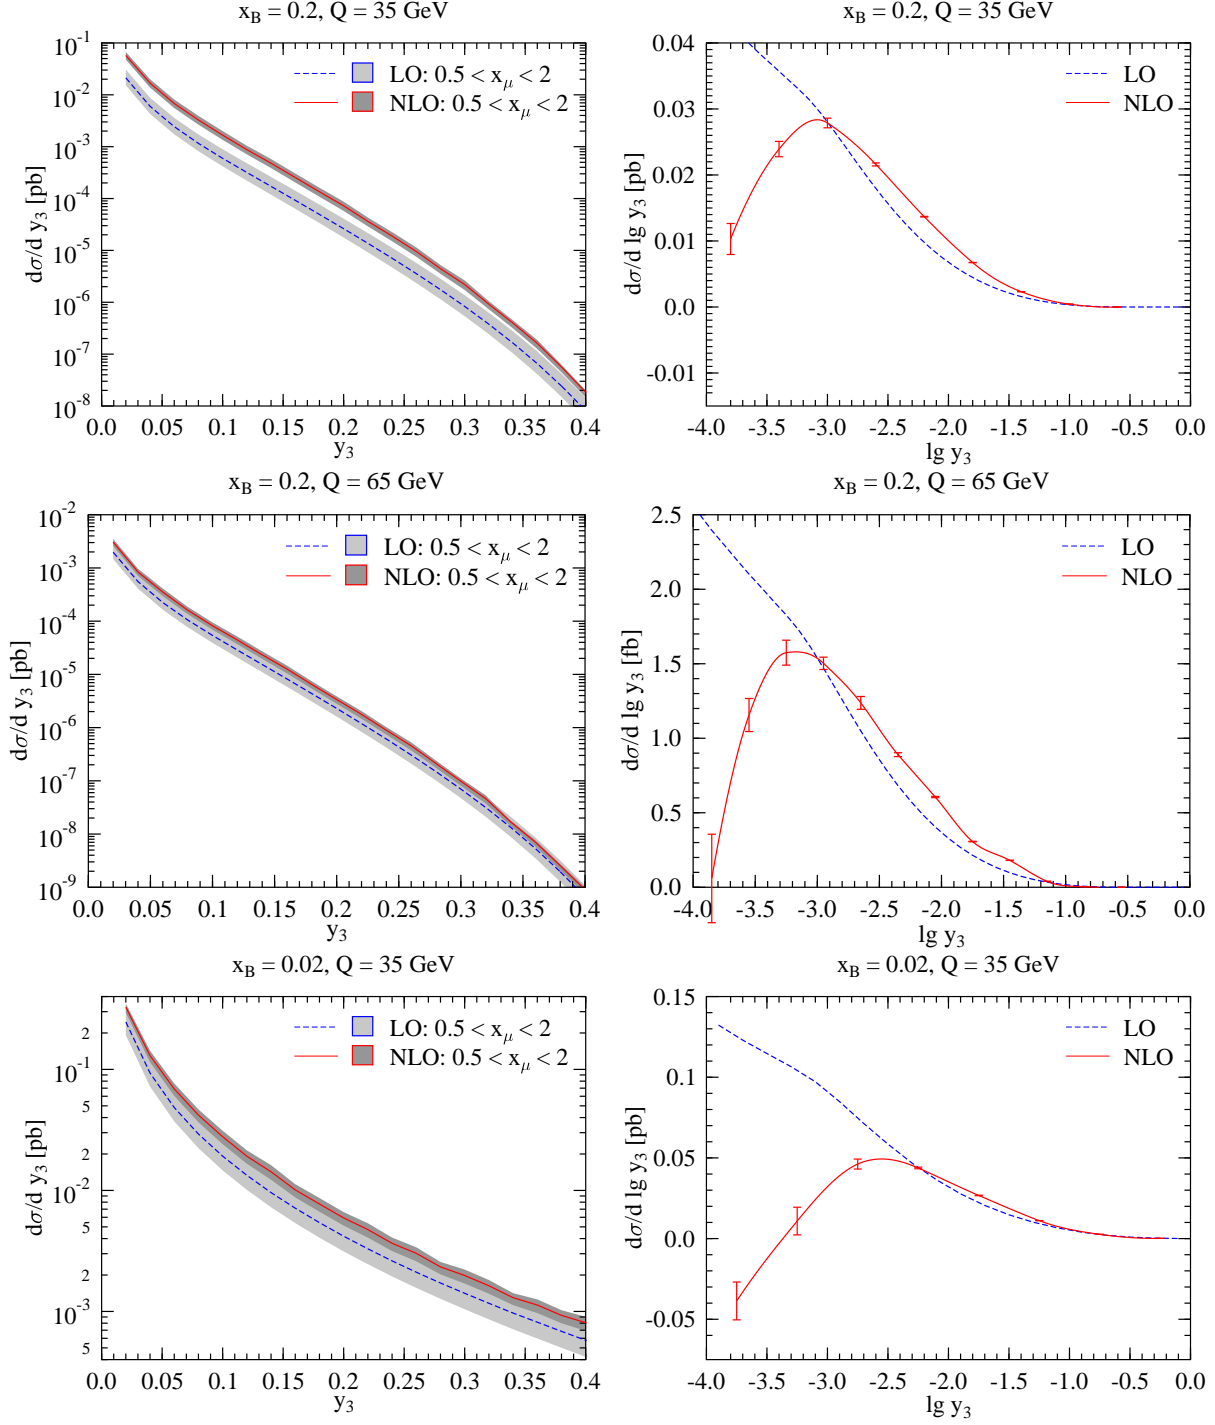 x_B = 0.2, Q = 35 GeV
10^-1
10^-2
10^-3
10^-4
10^-5
10^-6
10^-7
10^-8
dσ/d y_3 [pb]
LO: 0.5 < x_μ < 2
NLO: 0.5 < x_μ < 2
0.0 0.05 0.1 0.15 0.2 0.25 0.3 0.35 0.4
y_3
x_B = 0.2, Q = 35 GeV
0.04
0.03
0.02
0.01
0.0
-0.01
dσ/d lg y_3 [pb]
LO
NLO
-4.0 -3.5 -3.0 -2.5 -2.0 -1.5 -1.0 -0.5 0.0
lg y_3
x_B = 0.2, Q = 65 GeV
10^-2
10^-3
10^-4
10^-5
10^-6
10^-7
10^-8
10^-9
dσ/d y_3 [pb]
LO: 0.5 < x_μ < 2
NLO: 0.5 < x_μ < 2
0.0 0.05 0.1 0.15 0.2 0.25 0.3 0.35 0.4
y_3
x_B = 0.2, Q = 65 GeV
2.5
2.0
1.5
1.0
0.5
0.0
dσ/d lg y_3 [fb]
LO
NLO
-4.0 -3.5 -3.0 -2.5 -2.0 -1.5 -1.0 -0.5 0.0
lg y_3
x_B = 0.02, Q = 35 GeV
2
10^-1
5
2
10^-2
5
2
10^-3
5
dσ/d y_3 [pb]
LO: 0.5 < x_μ < 2
NLO: 0.5 < x_μ < 2
0.0 0.05 0.1 0.15 0.2 0.25 0.3 0.35 0.4
y_3
x_B = 0.02, Q = 35 GeV
0.15
0.1
0.05
0.0
-0.05
dσ/d lg y_3 [pb]
LO
NLO
-4.0 -3.5 -3.0 -2.5 -2.0 -1.5 -1.0 -0.5 0.0
lg y_3